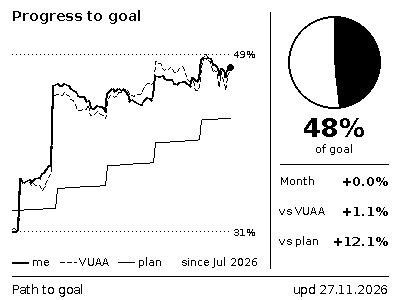 Progress to goal
49%
31%
me VUAA plan since Jul 2026
48%
of goal
Month +0.0%
vs VUAA +1.1%
vs plan +12.1%
Path to goal upd 27.11.2026